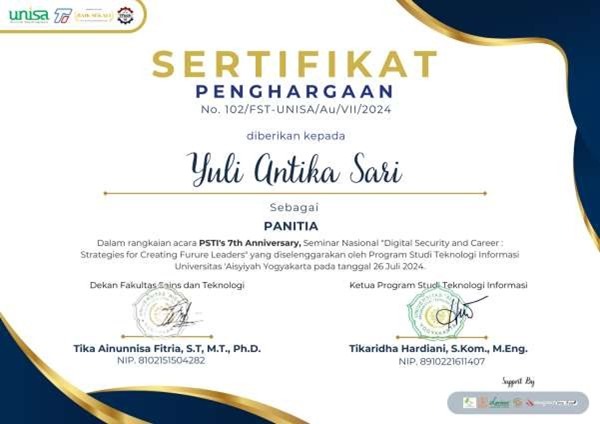 unisa
SERTIFIKAT
PENGHARGAAN
No. 102/FST-UNISA/Au/VII/2024
diberikan kepada
Yuli Antika Sari
Sebagai
PANITIA
Dalam rangkaian acara PSTI's 7th Anniversary, Seminar Nasional "Digital Security and Career :
Strategies for Creating Furure Leaders" yang diselenggarakan oleh Program Studi Teknologi Informasi
Universitas 'Aisyiyah Yogyakarta pada tanggal 26 Juli 2024.
Dekan Fakultas Sains dan Teknologi
Ketua Program Studi Teknologi Informasi
Tika Ainunnisa Fitria, S.T, M.T., Ph.D.
NIP. 8102151504282
Tikaridha Hardiani, S.Kom., M.Eng.
NIP. 8910221611407
Support By